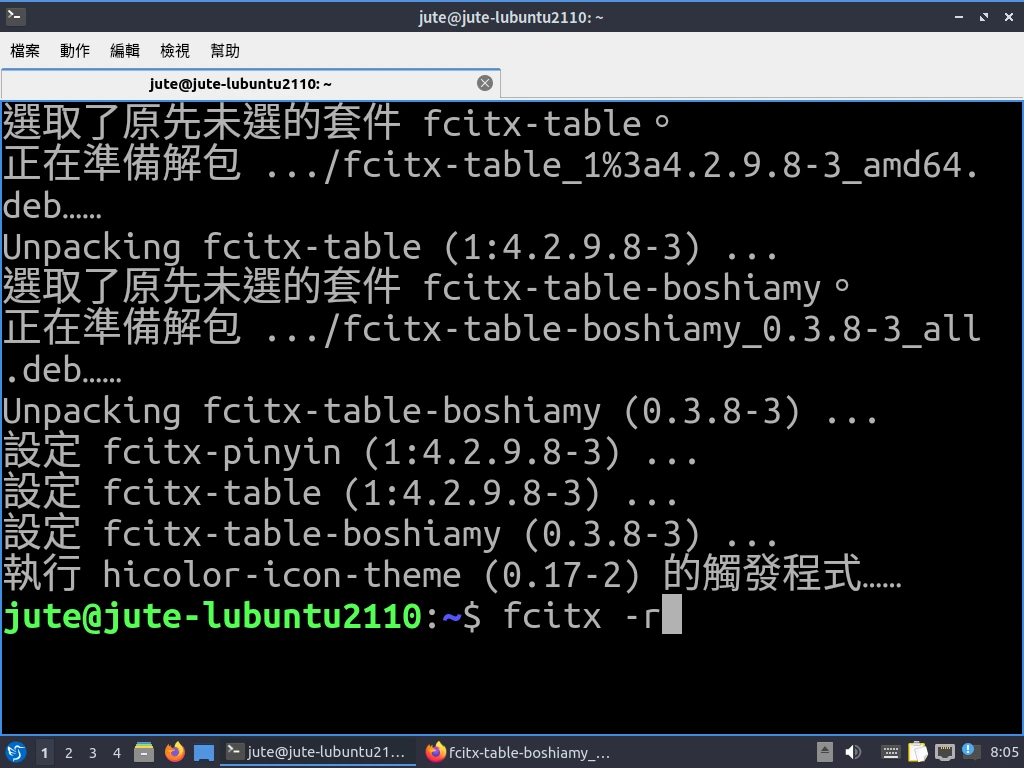 jute@jute-lubuntu2110: ~
檔案 動作 編輯 檢視 幫助
jute@jute-lubuntu2110: ~
選取了原先未選的套件 fcitx-table。
正在準備解包 .../fcitx-table_1%3a4.2.9.8-3_amd64.
deb……
Unpacking fcitx-table (1:4.2.9.8-3) ...
選取了原先未選的套件 fcitx-table-boshiamy。
正在準備解包 .../fcitx-table-boshiamy_0.3.8-3_all
.deb……
Unpacking fcitx-table-boshiamy (0.3.8-3) ...
設定 fcitx-pinyin (1:4.2.9.8-3) ...
設定 fcitx-table (1:4.2.9.8-3) ...
設定 fcitx-table-boshiamy (0.3.8-3) ...
執行 hicolor-icon-theme (0.17-2) 的觸發程式……
jute@jute-lubuntu2110:~$ fcitx -r
1 2 3 4 jute@jute-lubuntu21... fcitx-table-boshiamy_... 8:05